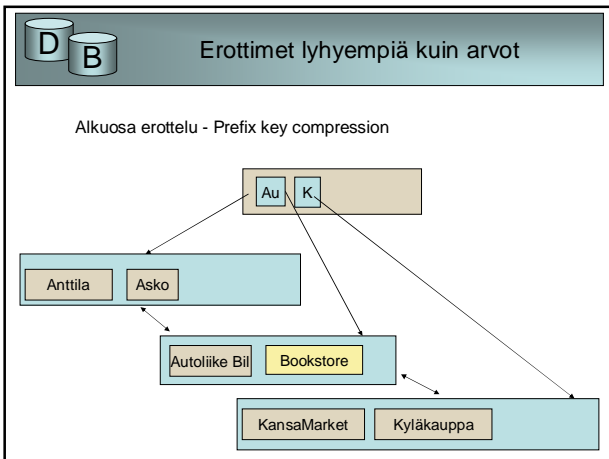 D
B
Erottimet lyhyempiä kuin arvot
Alkuosa erottelu - Prefix key compression
Au K
Anttila Asko
Autoliike Bil Bookstore
KansaMarket Kyläkauppa